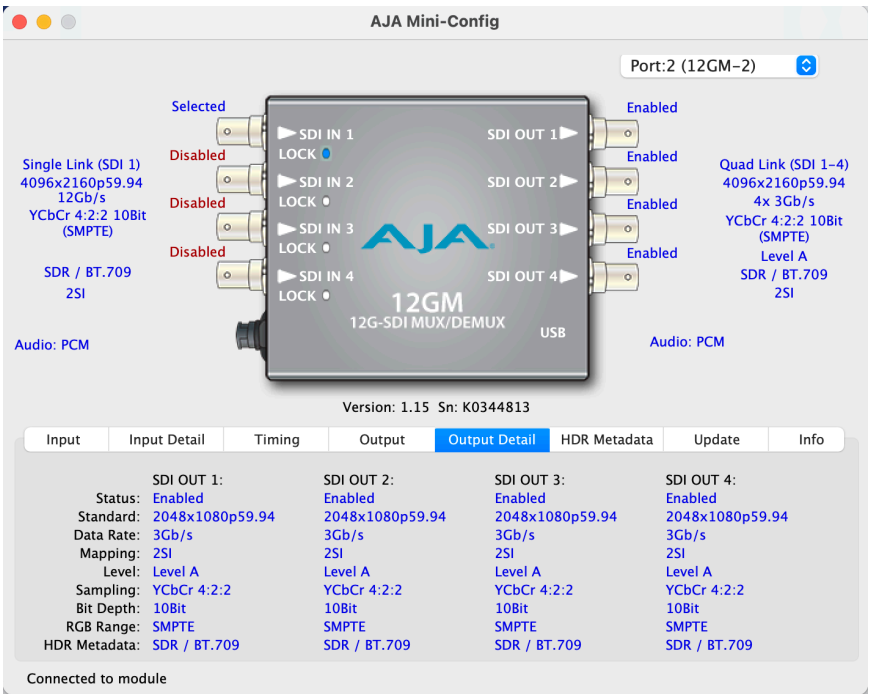 AJA Mini-Config
Port:2 (12GM-2)
Selected
Disabled
Disabled
Disabled
Single Link (SDI 1)
4096x2160p59.94
12Gb/s
YCbCr 4:2:2 10Bit
(SMPTE)
SDR / BT.709
2SI
Audio: PCM
SDI IN 1
LOCK
SDI IN 2
LOCK
SDI IN 3
LOCK
SDI IN 4
LOCK
AJA
12GM
12G-SDI MUX/DEMUX
USB
SDI OUT 1
SDI OUT 2
SDI OUT 3
SDI OUT 4
Enabled
Enabled
Enabled
Enabled
Quad Link (SDI 1-4)
4096x2160p59.94
4x 3Gb/s
YCbCr 4:2:2 10Bit
(SMPTE)
Level A
SDR / BT.709
2SI
Audio: PCM
Version: 1.15 Sn: K0344813
Input Input Detail Timing Output Output Detail HDR Metadata Update Info
SDI OUT 1: SDI OUT 2: SDI OUT 3: SDI OUT 4:
Status: Enabled Enabled Enabled Enabled
Standard: 2048x1080p59.94 2048x1080p59.94 2048x1080p59.94 2048x1080p59.94
Data Rate: 3Gb/s 3Gb/s 3Gb/s 3Gb/s
Mapping: 2SI 2SI 2SI 2SI
Level: Level A Level A Level A Level A
Sampling: YCbCr 4:2:2 YCbCr 4:2:2 YCbCr 4:2:2 YCbCr 4:2:2
Bit Depth: 10Bit 10Bit 10Bit 10Bit
RGB Range: SMPTE SMPTE SMPTE SMPTE
HDR Metadata: SDR / BT.709 SDR / BT.709 SDR / BT.709 SDR / BT.709
Connected to module